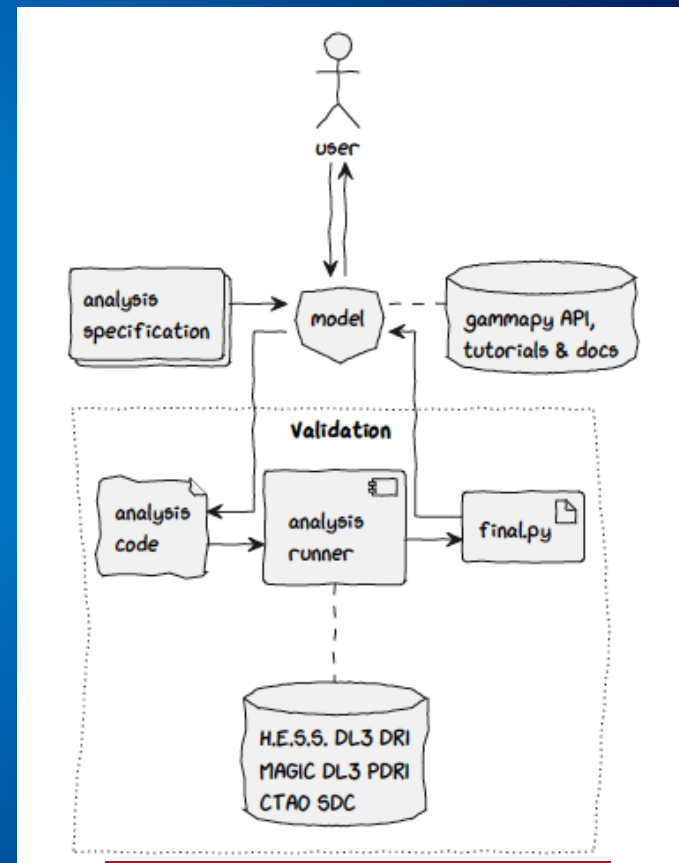 user
analysis
specification
model
gammapy API,
tutorials & docs
Validation
analysis
code
analysis
runner
final.py
H.E.S.S. DL3 DR1
MAGIC DL3 PDR1
CTAO SDC